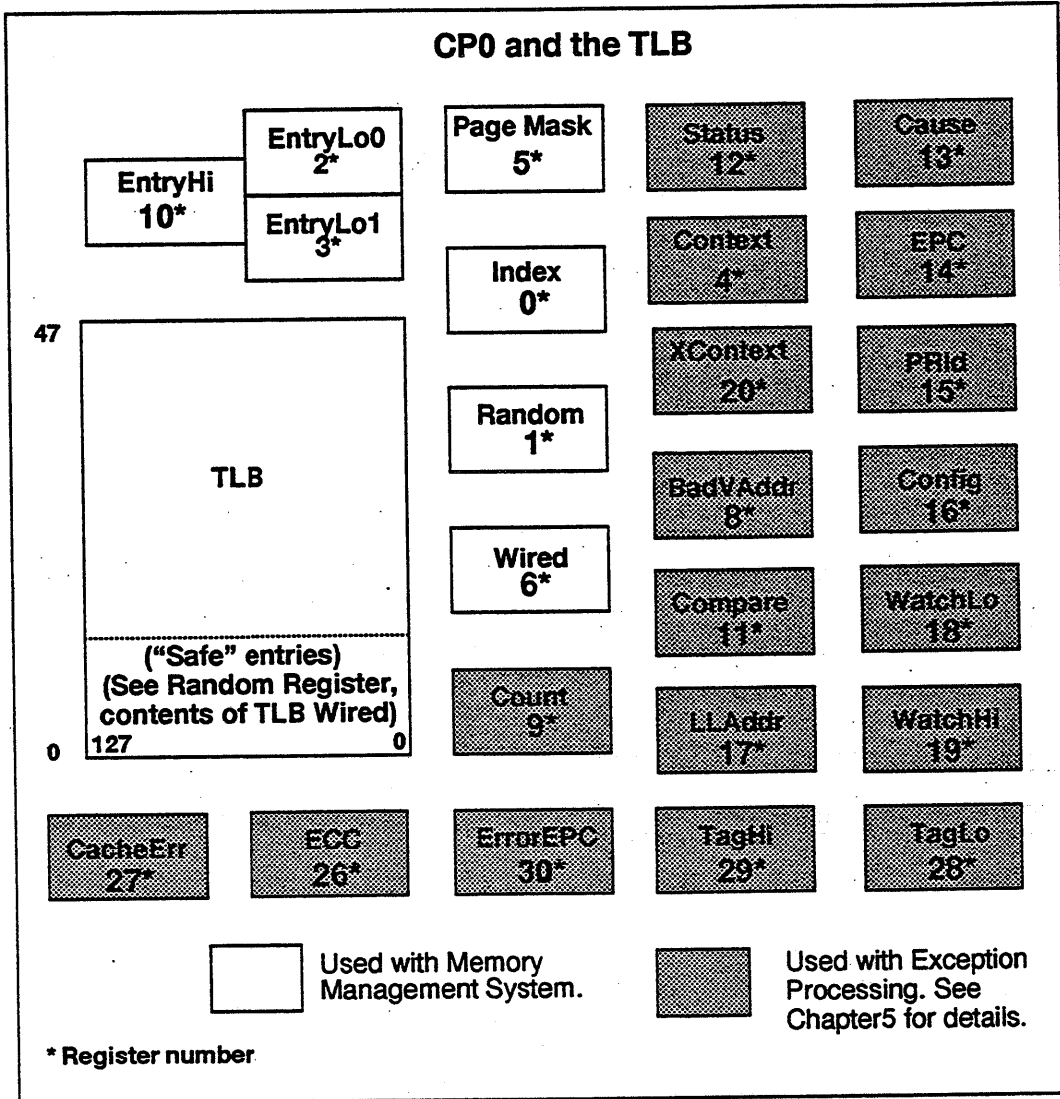 CP0 and the TLB
EntryHi
10*
EntryLo0
2*
EntryLo1
3*
Page Mask
5*
Status
12*
Cause
13*
Index
0*
Context
4*
EPC
14*
47
TLB
Random
1*
XContext
20*
PRId
15*
BadVAddr
8*
Config
16*
Wired
6*
Compare
11*
WatchLo
18*
("Safe" entries)
(See Random Register,
contents of TLB Wired)
0
127
0
Count
9*
LLAddr
17*
WatchHi
19*
CacheErr
27*
ECC
26*
ErrorEPC
30*
TagHi
29*
TagLo
28*
Used with Memory
Management System.
Used with Exception
Processing. See
Chapter5 for details.
* Register number